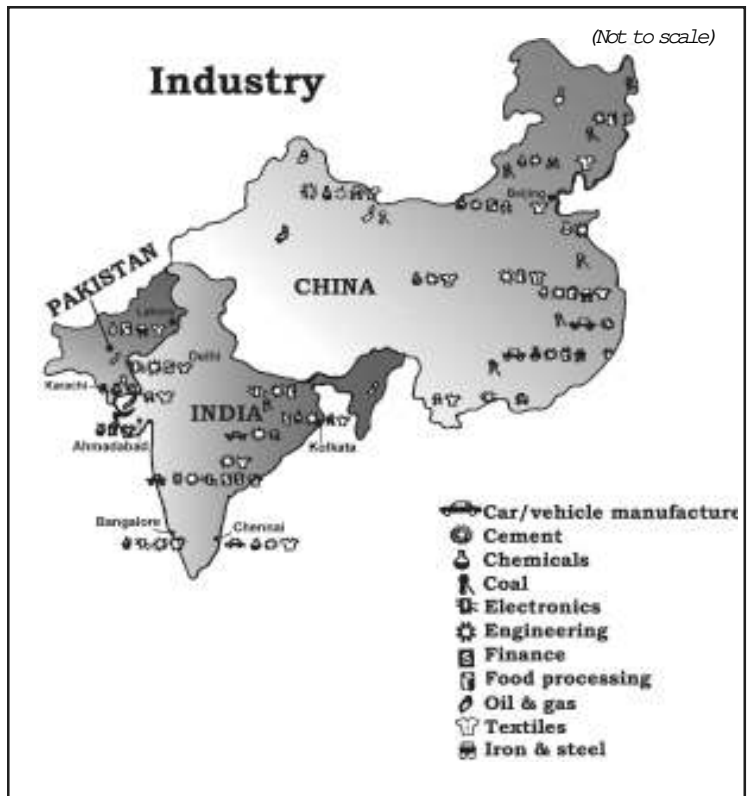 (Not to scale)
Industry
Beijing
PAKISTAN
CHINA
Lahore
Delhi
Karachi
INDIA
Ahmadabad
Kolkata
Bangalore
Chennai
Car/vehicle manufacture
Cement
Chemicals
Coal
Electronics
Engineering
Finance
Food processing
Oil & gas
Textiles
Iron & steel